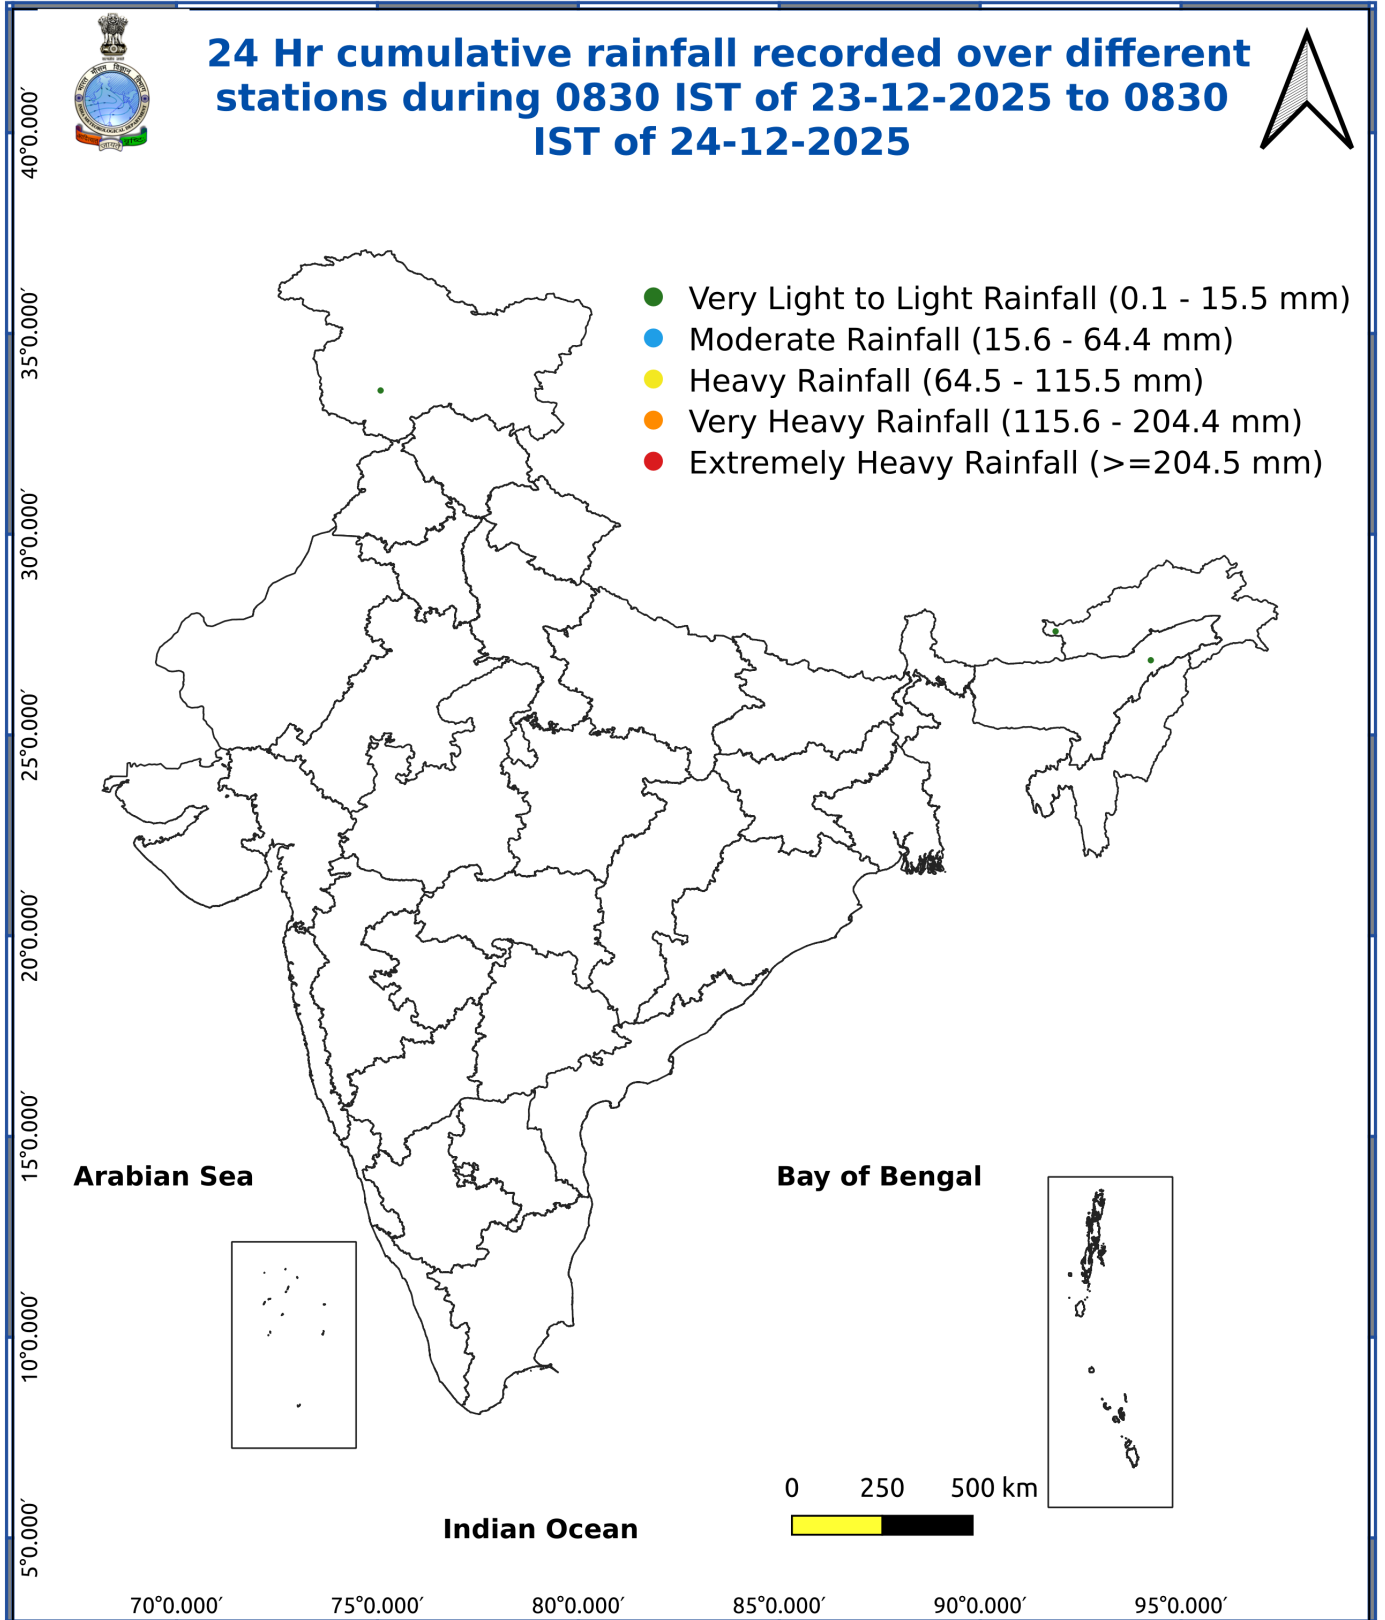 24 Hr cumulative rainfall recorded over different
stations during 0830 IST of 23-12-2025 to 0830
IST of 24-12-2025
Very Light to Light Rainfall (0.1 - 15.5 mm)
Moderate Rainfall (15.6 - 64.4 mm)
Heavy Rainfall (64.5 - 115.5 mm)
Very Heavy Rainfall (115.6 - 204.4 mm)
Extremely Heavy Rainfall (>=204.5 mm)
40°0.000′
35°0.000′
30°0.000′
25°0.000′
20°0.000′
15°0.000′
10°0.000′
5°0.000′
Arabian Sea
Bay of Bengal
0 250 500 km
Indian Ocean
70°0.000′ 75°0.000′ 80°0.000′ 85°0.000′ 90°0.000′ 95°0.000′